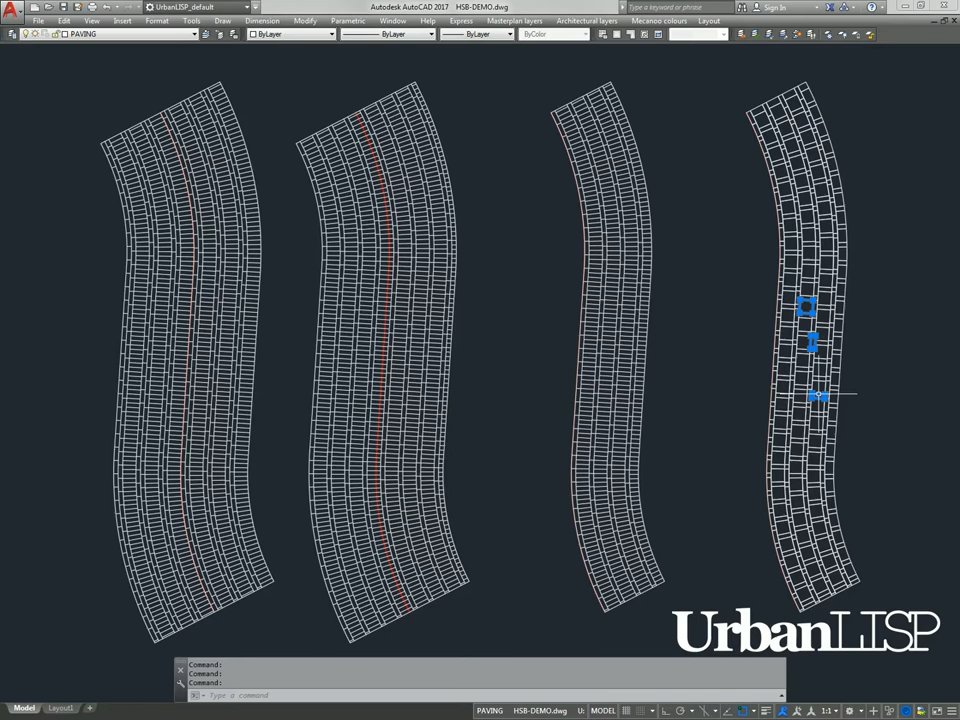 UrbanLISP_default
Autodesk AutoCAD 2017 HSB-DEMO.dwg
Type a keyword or phrase
Sign In
File Edit View Insert Format Tools Draw Dimension Modify Parametric Window Help Express Masterplan layers Architectural layers Mecanoo colours Layout
PAVING ByLayer ByLayer ByLayer ByColor
UrbanLISP
Command:
Command:
Command:
Type a command
Model Layout1
PAVING HSB-DEMO.dwg U: MODEL 1:1